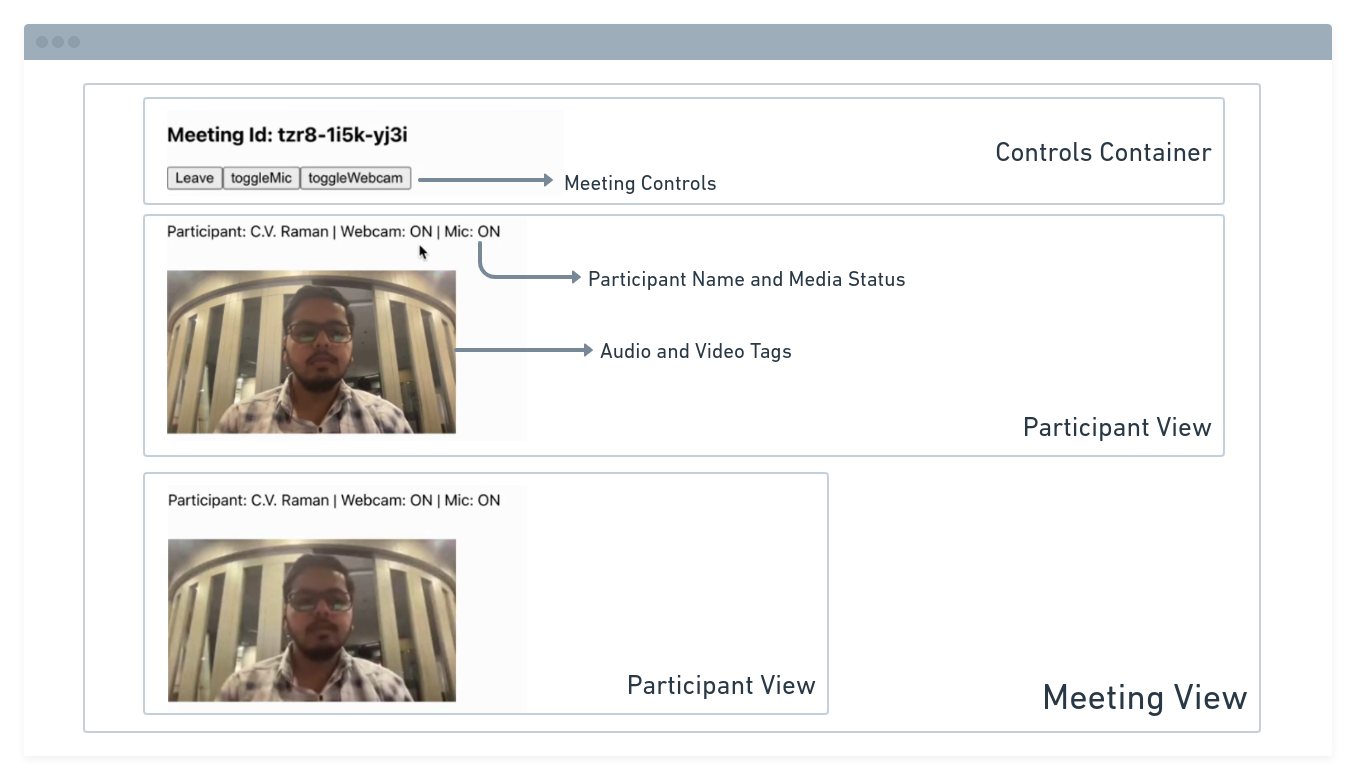 Meeting Id: tzr8-1i5k-yj3i
Controls Container
Leave toggleMic toggleWebcam
Meeting Controls
Participant: C.V. Raman | Webcam: ON | Mic: ON
Participant Name and Media Status
Audio and Video Tags
Participant View
Participant: C.V. Raman | Webcam: ON | Mic: ON
Participant View
Meeting View